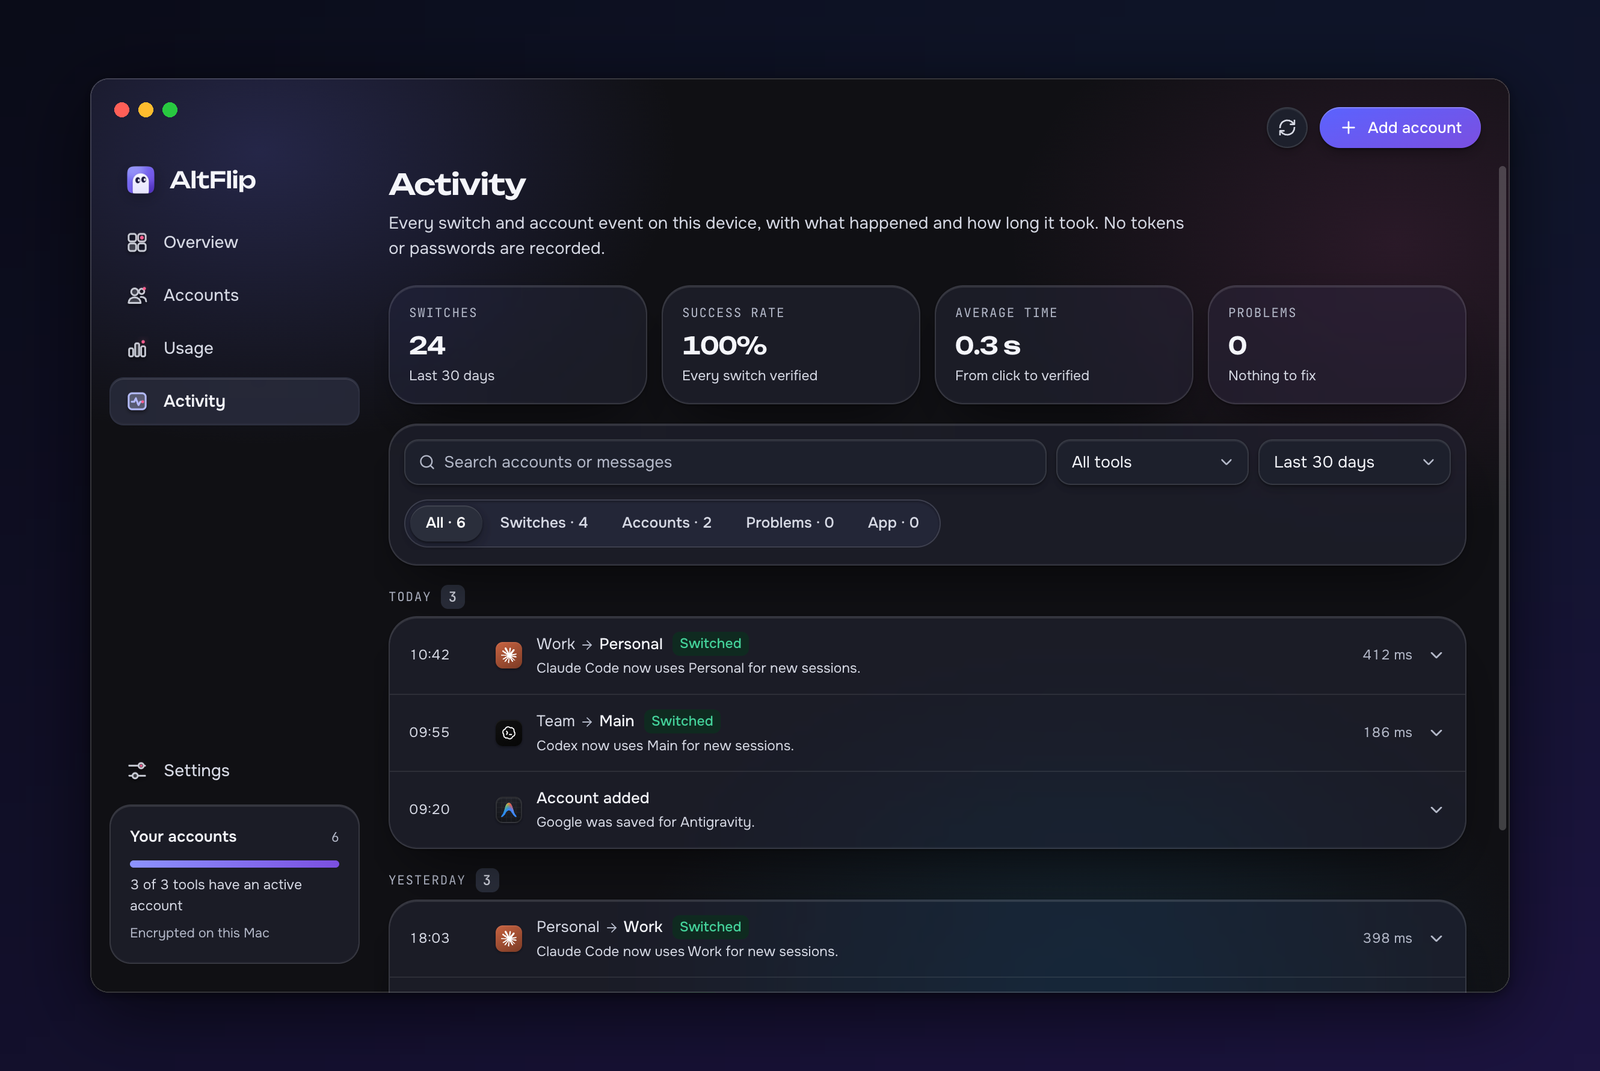 Add account
AltFlip
Overview
Accounts
Usage
Activity
Settings
Your accounts 6
3 of 3 tools have an active
account
Encrypted on this Mac
Activity
Every switch and account event on this device, with what happened and how long it took. No tokens
or passwords are recorded.
SWITCHES
24
Last 30 days
SUCCESS RATE
100%
Every switch verified
AVERAGE TIME
0.3 s
From click to verified
PROBLEMS
0
Nothing to fix
Search accounts or messages
All tools
Last 30 days
All · 6
Switches · 4
Accounts · 2
Problems · 0
App · 0
TODAY 3
10:42
Work → Personal Switched
Claude Code now uses Personal for new sessions.
412 ms
09:55
Team → Main Switched
Codex now uses Main for new sessions.
186 ms
09:20
Account added
Google was saved for Antigravity.
YESTERDAY 3
18:03
Personal → Work Switched
Claude Code now uses Work for new sessions.
398 ms